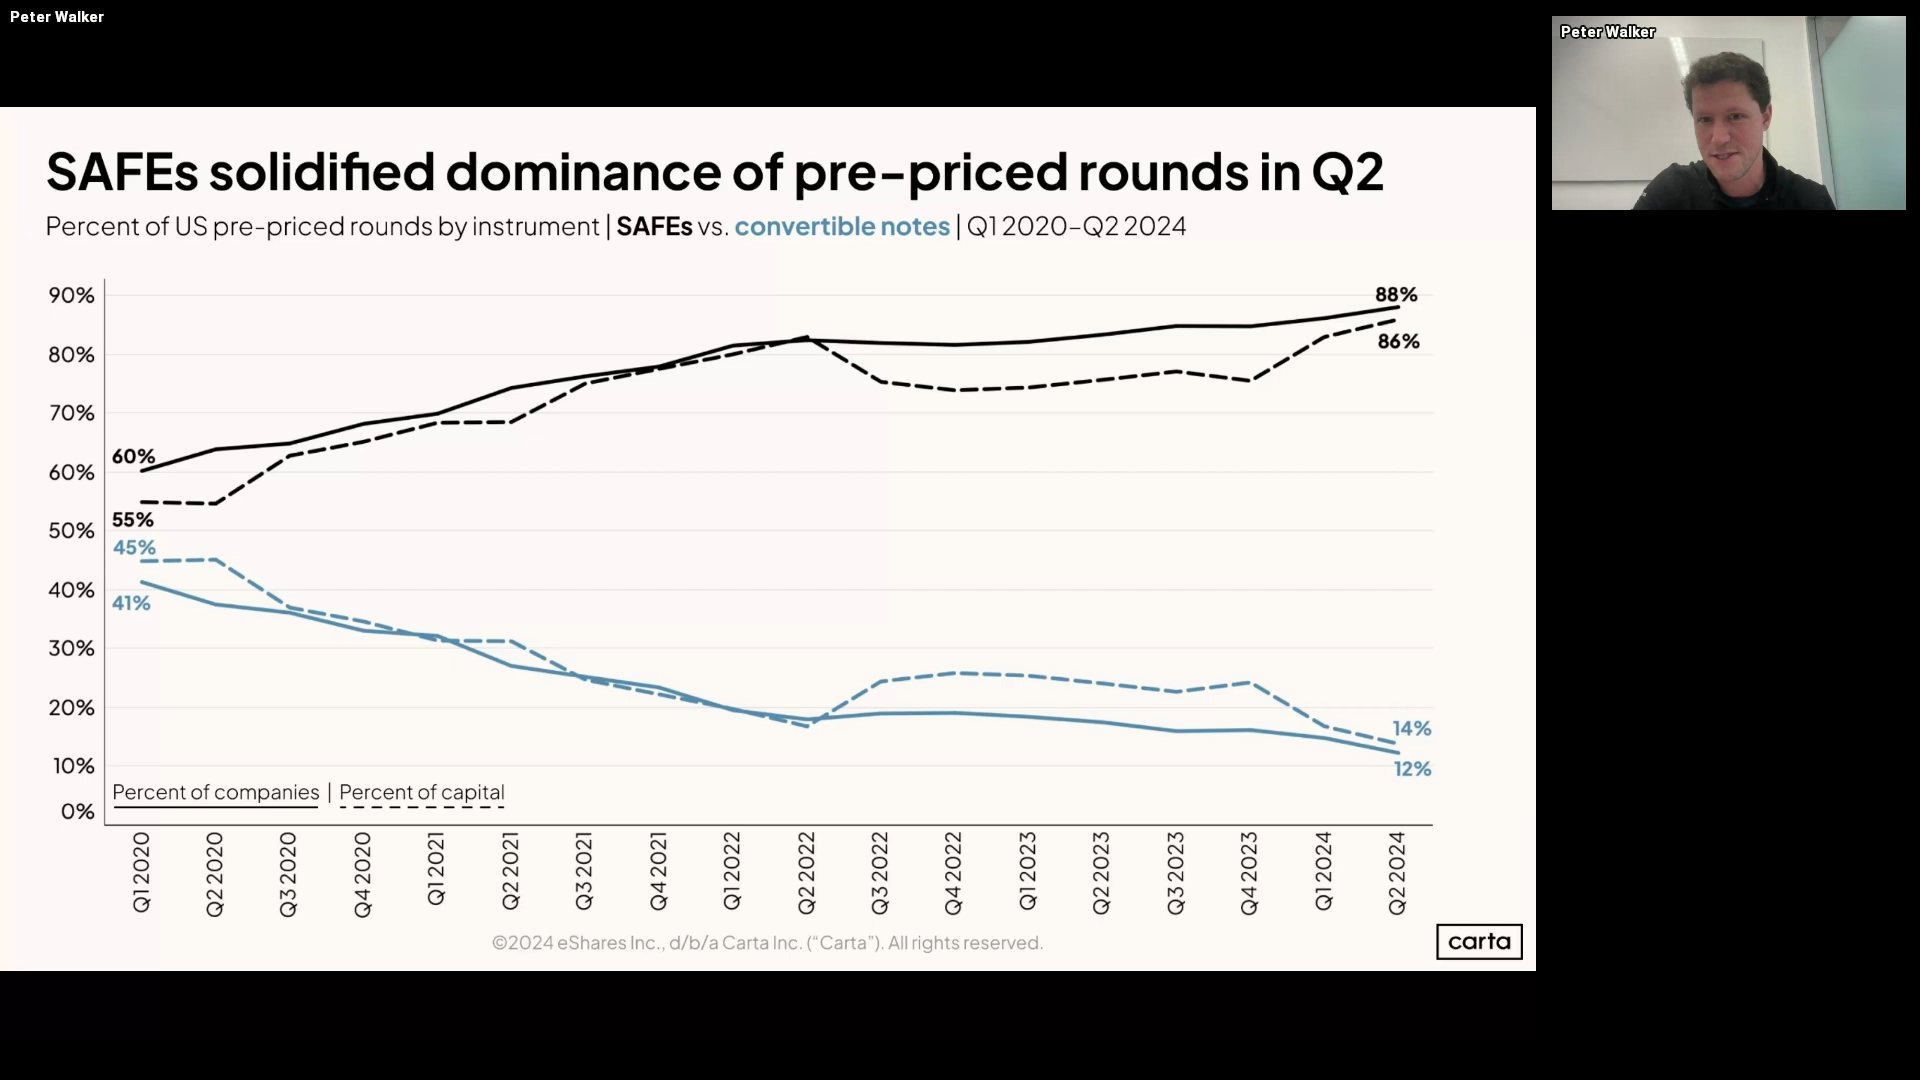 Peter Walker
Peter Walker
SAFEs solidified dominance of pre-priced rounds in Q2
Percent of US pre-priced rounds by instrument | SAFEs vs. convertible notes | Q1 2020–Q2 2024
90%
80%
70%
60%
50%
40%
30%
20%
10%
0%
60%
55%
45%
41%
88%
86%
14%
12%
Percent of companies | Percent of capital
Q1 2020
Q2 2020
Q3 2020
Q4 2020
Q1 2021
Q2 2021
Q3 2021
Q4 2021
Q1 2022
Q2 2022
Q3 2022
Q4 2022
Q1 2023
Q2 2023
Q3 2023
Q4 2023
Q1 2024
Q2 2024
©2024 eShares Inc., d/b/a Carta Inc. (“Carta”). All rights reserved.
carta